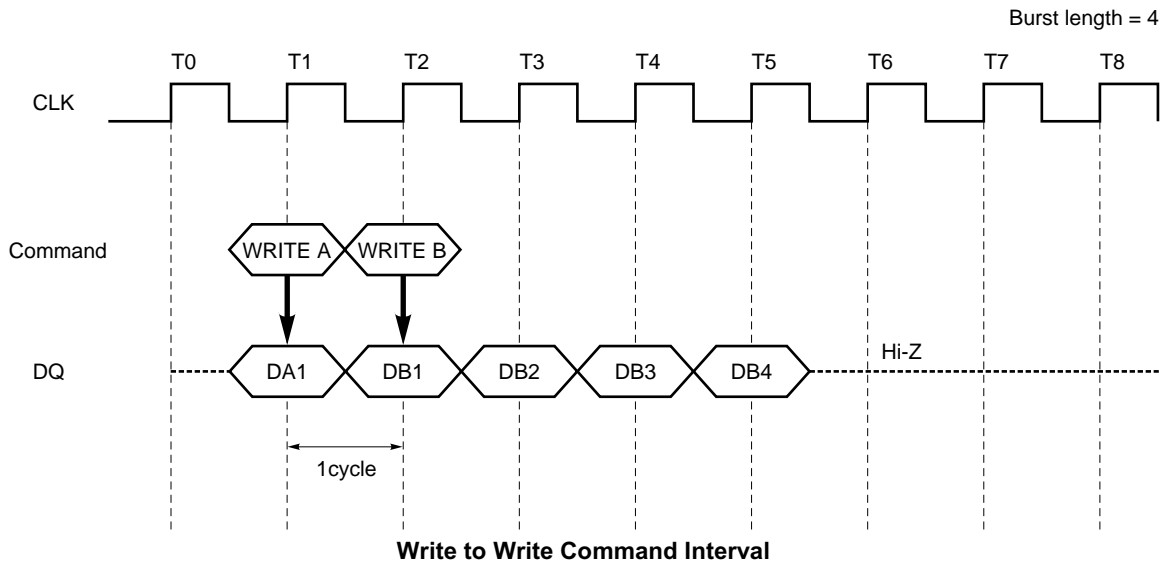 Burst length = 4
T0 T1 T2 T3 T4 T5 T6 T7 T8
CLK
Command WRITE A WRITE B
Hi-Z
DQ DA1 DB1 DB2 DB3 DB4
1cycle
Write to Write Command Interval